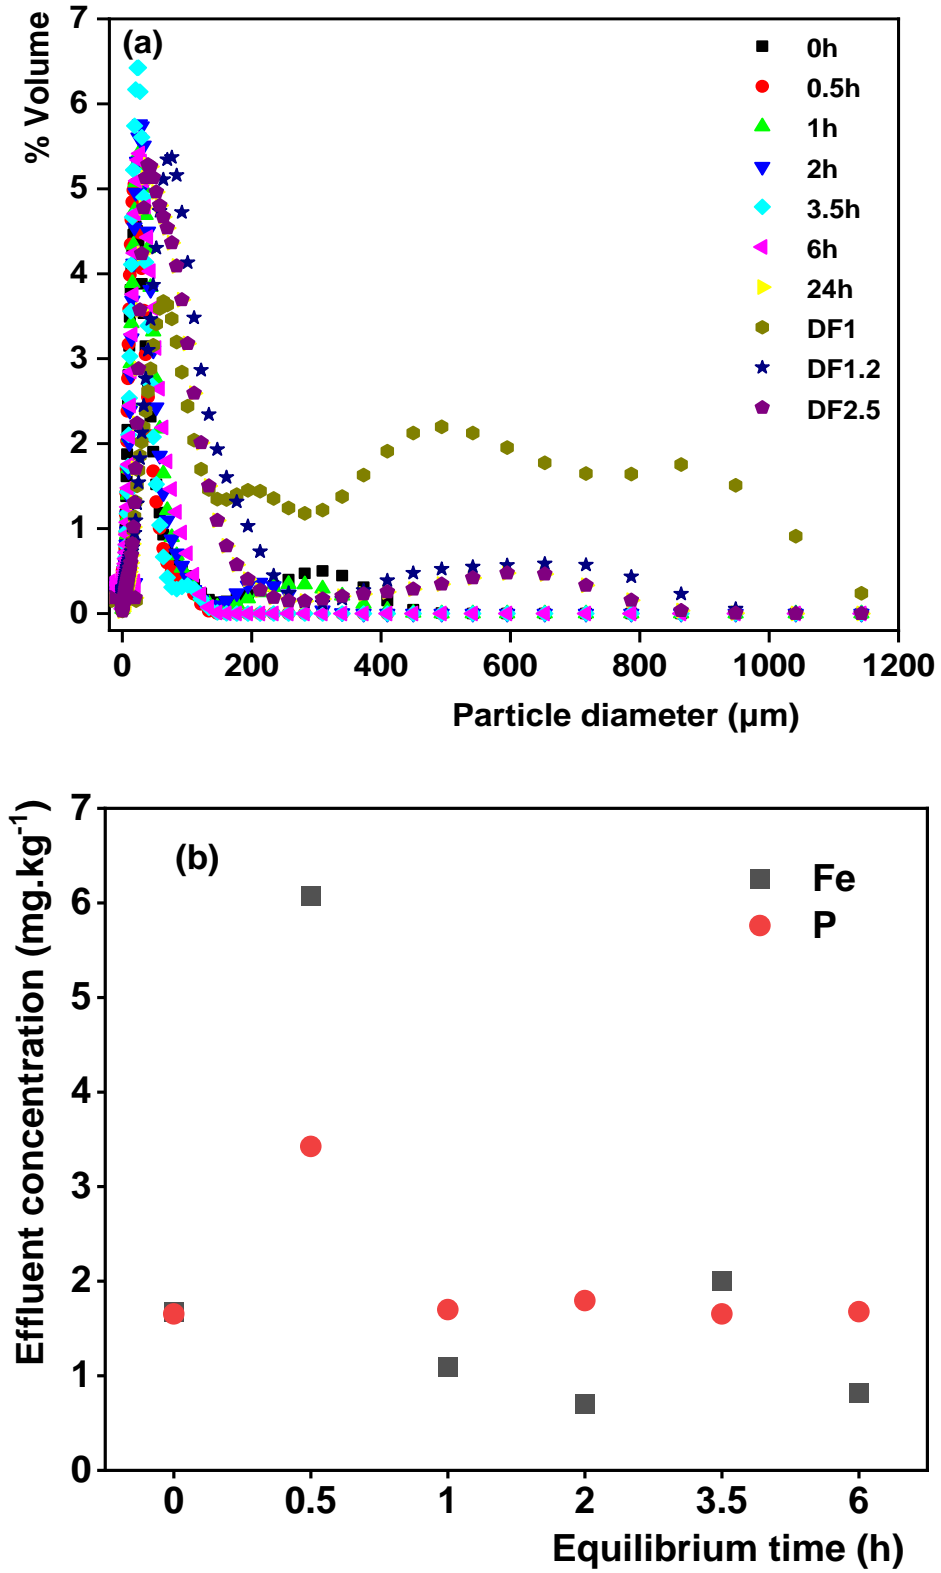 (a)
% Volume
7
6
5
4
3
2
1
0
0h
0.5h
1h
2h
3.5h
6h
24h
DF1
DF1.2
DF2.5
0 200 400 600 800 1000 1200
Particle diameter (µm)
(b)
Effluent concentration (mg.kg⁻¹)
7
6
5
4
3
2
1
0
Fe
P
0 0.5 1 2 3.5 6
Equilibrium time (h)